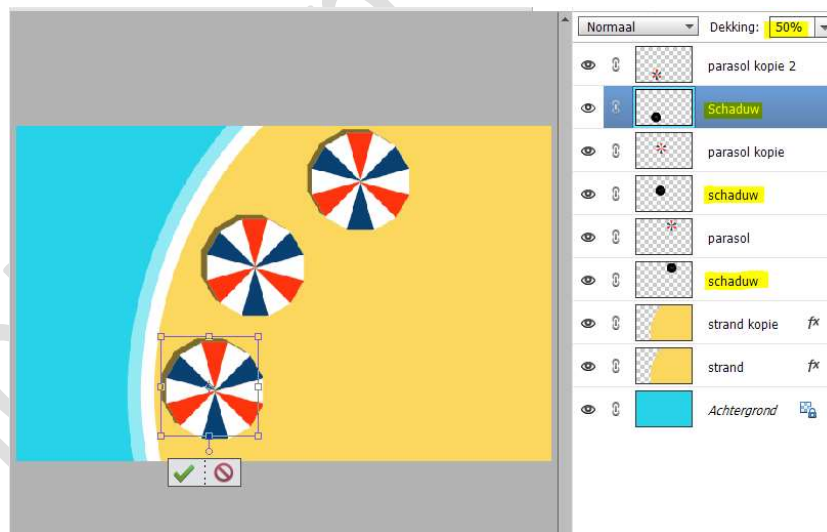 Normaal Dekking: 50%
parasol kopie 2
Schaduw
parasol kopie
schaduw
parasol
schaduw
strand kopie fx
strand fx
Achtergrond